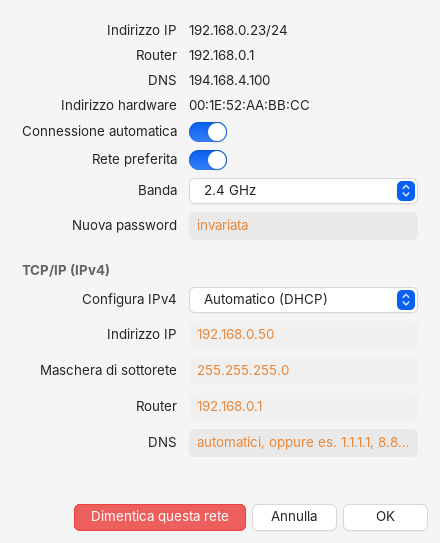 Indirizzo IP 192.168.0.23/24
Router 192.168.0.1
DNS 194.168.4.100
Indirizzo hardware 00:1E:52:AA:BB:CC
Connessione automatica
Rete preferita
Banda 2.4 GHz
Nuova password invariata
TCP/IP (IPv4)
Configura IPv4 Automatico (DHCP)
Indirizzo IP 192.168.0.50
Maschera di sottorete 255.255.255.0
Router 192.168.0.1
DNS automatici, oppure es. 1.1.1.1, 8.8...
Dimentica questa rete Annulla OK